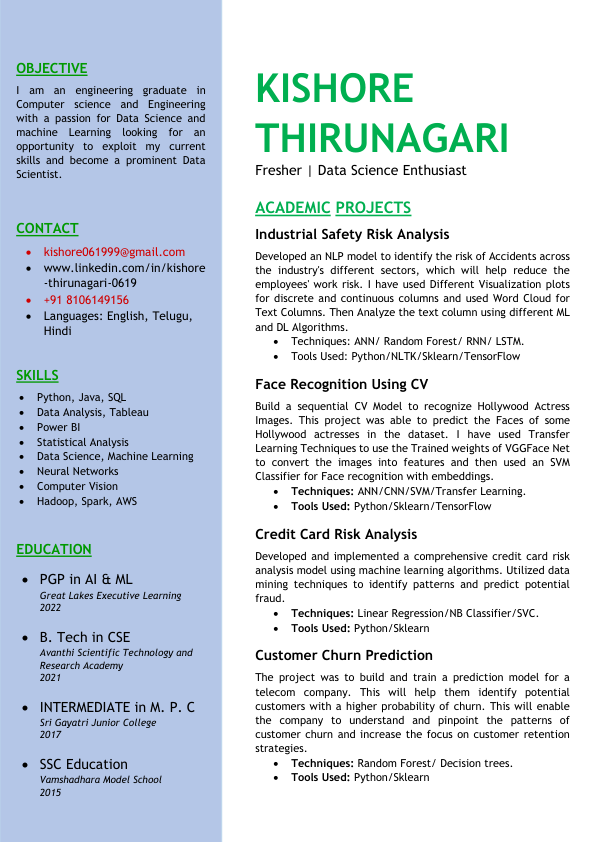 OBJECTIVE
I am an engineering graduate in
Computer science and Engineering
with a passion for Data Science and
machine Learning looking for an
opportunity to exploit my current
skills and become a prominent Data
Scientist.
CONTACT
• kishore061999@gmail.com
• www.linkedin.com/in/kishore
-thirunagari-0619
• +91 8106149156
• Languages: English, Telugu,
Hindi
SKILLS
• Python, Java, SQL
• Data Analysis, Tableau
• Power BI
• Statistical Analysis
• Data Science, Machine Learning
• Neural Networks
• Computer Vision
• Hadoop, Spark, AWS
EDUCATION
• PGP in AI & ML
Great Lakes Executive Learning
2022
• B. Tech in CSE
Avanthi Scientific Technology and
Research Academy
2021
• INTERMEDIATE in M. P. C
Sri Gayatri Junior College
2017
• SSC Education
Vamshadhara Model School
2015
KISHORE
THIRUNAGARI
Fresher | Data Science Enthusiast
ACADEMIC PROJECTS
Industrial Safety Risk Analysis
Developed an NLP model to identify the risk of Accidents across
the industry's different sectors, which will help reduce the
employees' work risk. I have used Different Visualization plots
for discrete and continuous columns and used Word Cloud for
Text Columns. Then Analyze the text column using different ML
and DL Algorithms.
• Techniques: ANN/ Random Forest/ RNN/ LSTM.
• Tools Used: Python/NLTK/Sklearn/TensorFlow
Face Recognition Using CV
Build a sequential CV Model to recognize Hollywood Actress
Images. This project was able to predict the Faces of some
Hollywood actresses in the dataset. I have used Transfer
Learning Techniques to use the Trained weights of VGGFace Net
to convert the images into features and then used an SVM
Classifier for Face recognition with embeddings.
• Techniques: ANN/CNN/SVM/Transfer Learning.
• Tools Used: Python/Sklearn/TensorFlow
Credit Card Risk Analysis
Developed and implemented a comprehensive credit card risk
analysis model using machine learning algorithms. Utilized data
mining techniques to identify patterns and predict potential
fraud.
• Techniques: Linear Regression/NB Classifier/SVC.
• Tools Used: Python/Sklearn
Customer Churn Prediction
The project was to build and train a prediction model for a
telecom company. This will help them identify potential
customers with a higher probability of churn. This will enable
the company to understand and pinpoint the patterns of
customer churn and increase the focus on customer retention
strategies.
• Techniques: Random Forest/ Decision trees.
• Tools Used: Python/Sklearn